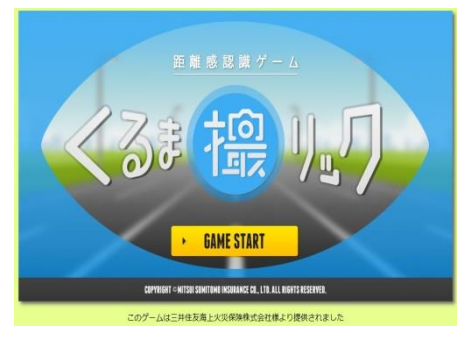 距離感認識ゲーム
くるま撮リック
GAME START
COPYRIGHT © MITSUI SUMITOMO INSURANCE CO., LTD. ALL RIGHTS RESERVED.
このゲームは三井住友海上火災保険株式会社様より提供されました